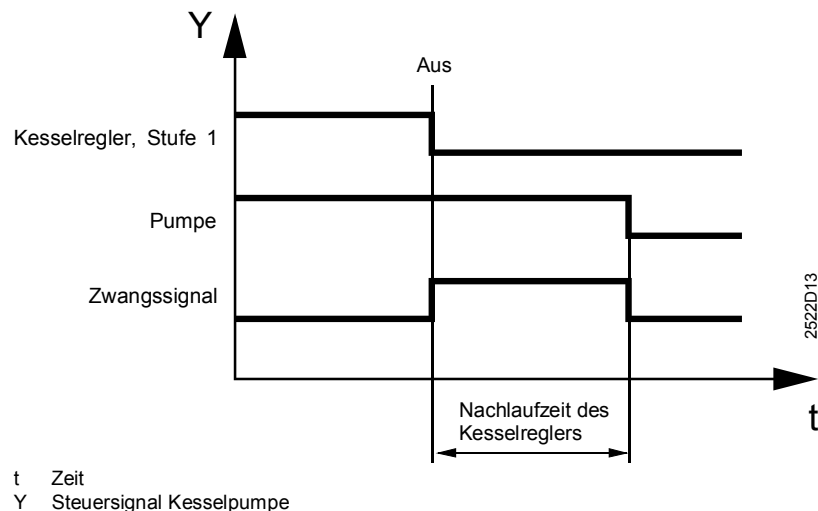 Y
Aus
Kesselregler, Stufe 1
Pumpe
Zwangssignal
2522D13
Nachlaufzeit des
Kesselreglers
t
t Zeit
Y Steuersignal Kesselpumpe